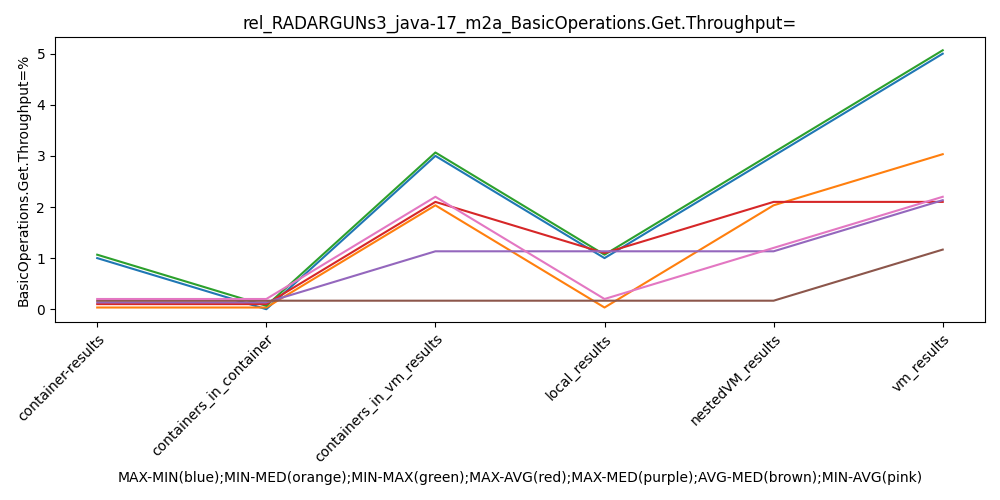 rel_RADARGUNs3_java-17_m2a_BasicOperations.Get.Throughput=
BasicOperations.Get.Throughput=%
5
4
3
2
1
0
container-results
containers_in_container
containers_in_vm_results
local_results
nestedVM_results
vm_results
MAX-MIN(blue);MIN-MED(orange);MIN-MAX(green);MAX-AVG(red);MAX-MED(purple);AVG-MED(brown);MIN-AVG(pink)